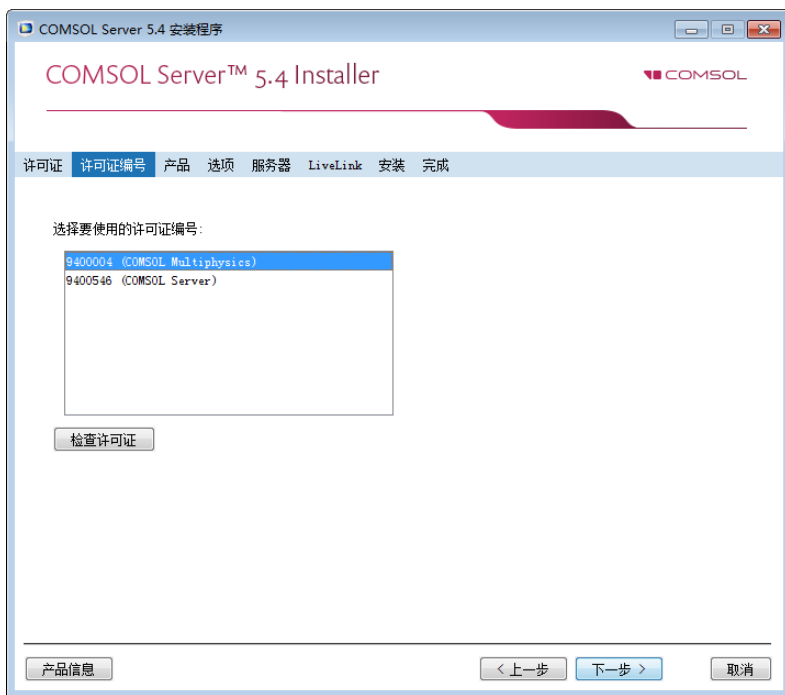 COMSOL Server 5.4 安装程序
COMSOL Server™ 5.4 Installer
COMSOL
许可证 许可证编号 产品 选项 服务器 LiveLink 安装 完成
选择要使用的许可证编号:
9400004 (COMSOL Multiphysics)
9400546 (COMSOL Server)
检查许可证
产品信息 <上一步 下一步 > 取消